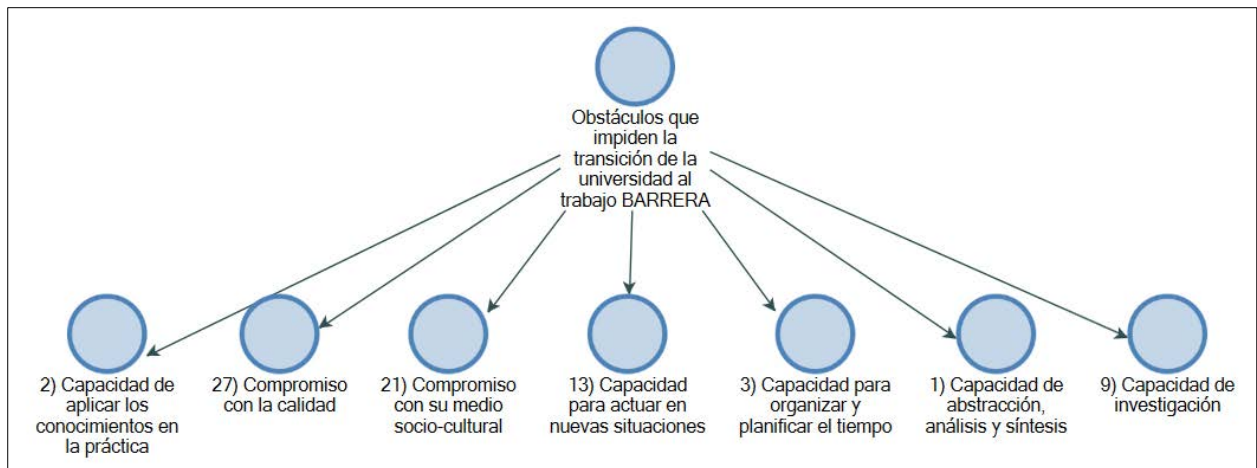 Obstáculos que
impiden la
transición de la
universidad al
trabajo BARRERA
2) Capacidad de
aplicar los
conocimientos en
la práctica
27) Compromiso
con la calidad
21) Compromiso
con su medio
socio-cultural
13) Capacidad
para actuar en
nuevas situaciones
3) Capacidad para
organizar y
planificar el tiempo
1) Capacidad de
abstracción,
análisis y síntesis
9) Capacidad de
investigación